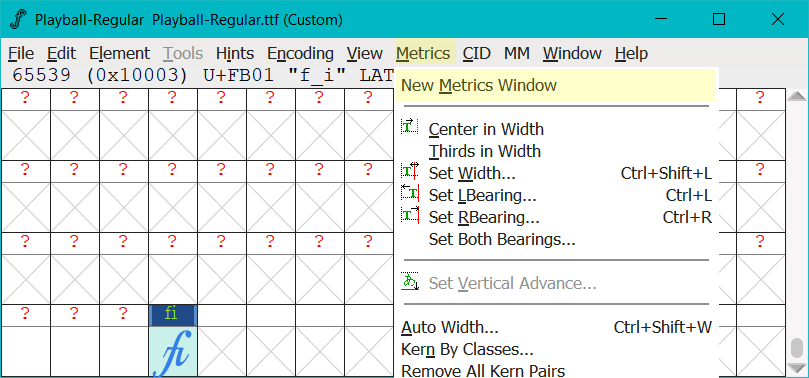 Playball-Regular Playball-Regular.ttf (Custom)
File Edit Element Tools Hints Encoding View Metrics CID MM Window Help
65539 (0x10003) U+FB01 "f_i" LAT
New Metrics Window
? ? ? ? ? ? ?
Center in Width
Thirds in Width
? ? ? ? ? ? ?
Set Width... Ctrl+Shift+L
Set LBearing... Ctrl+L
Set RBearing... Ctrl+R
Set Both Bearings...
? ? ? ? ? ? ?
Set Vertical Advance...
? ? ? fi
Auto Width... Ctrl+Shift+W
Kern By Classes...
fi
Remove All Kern Pairs